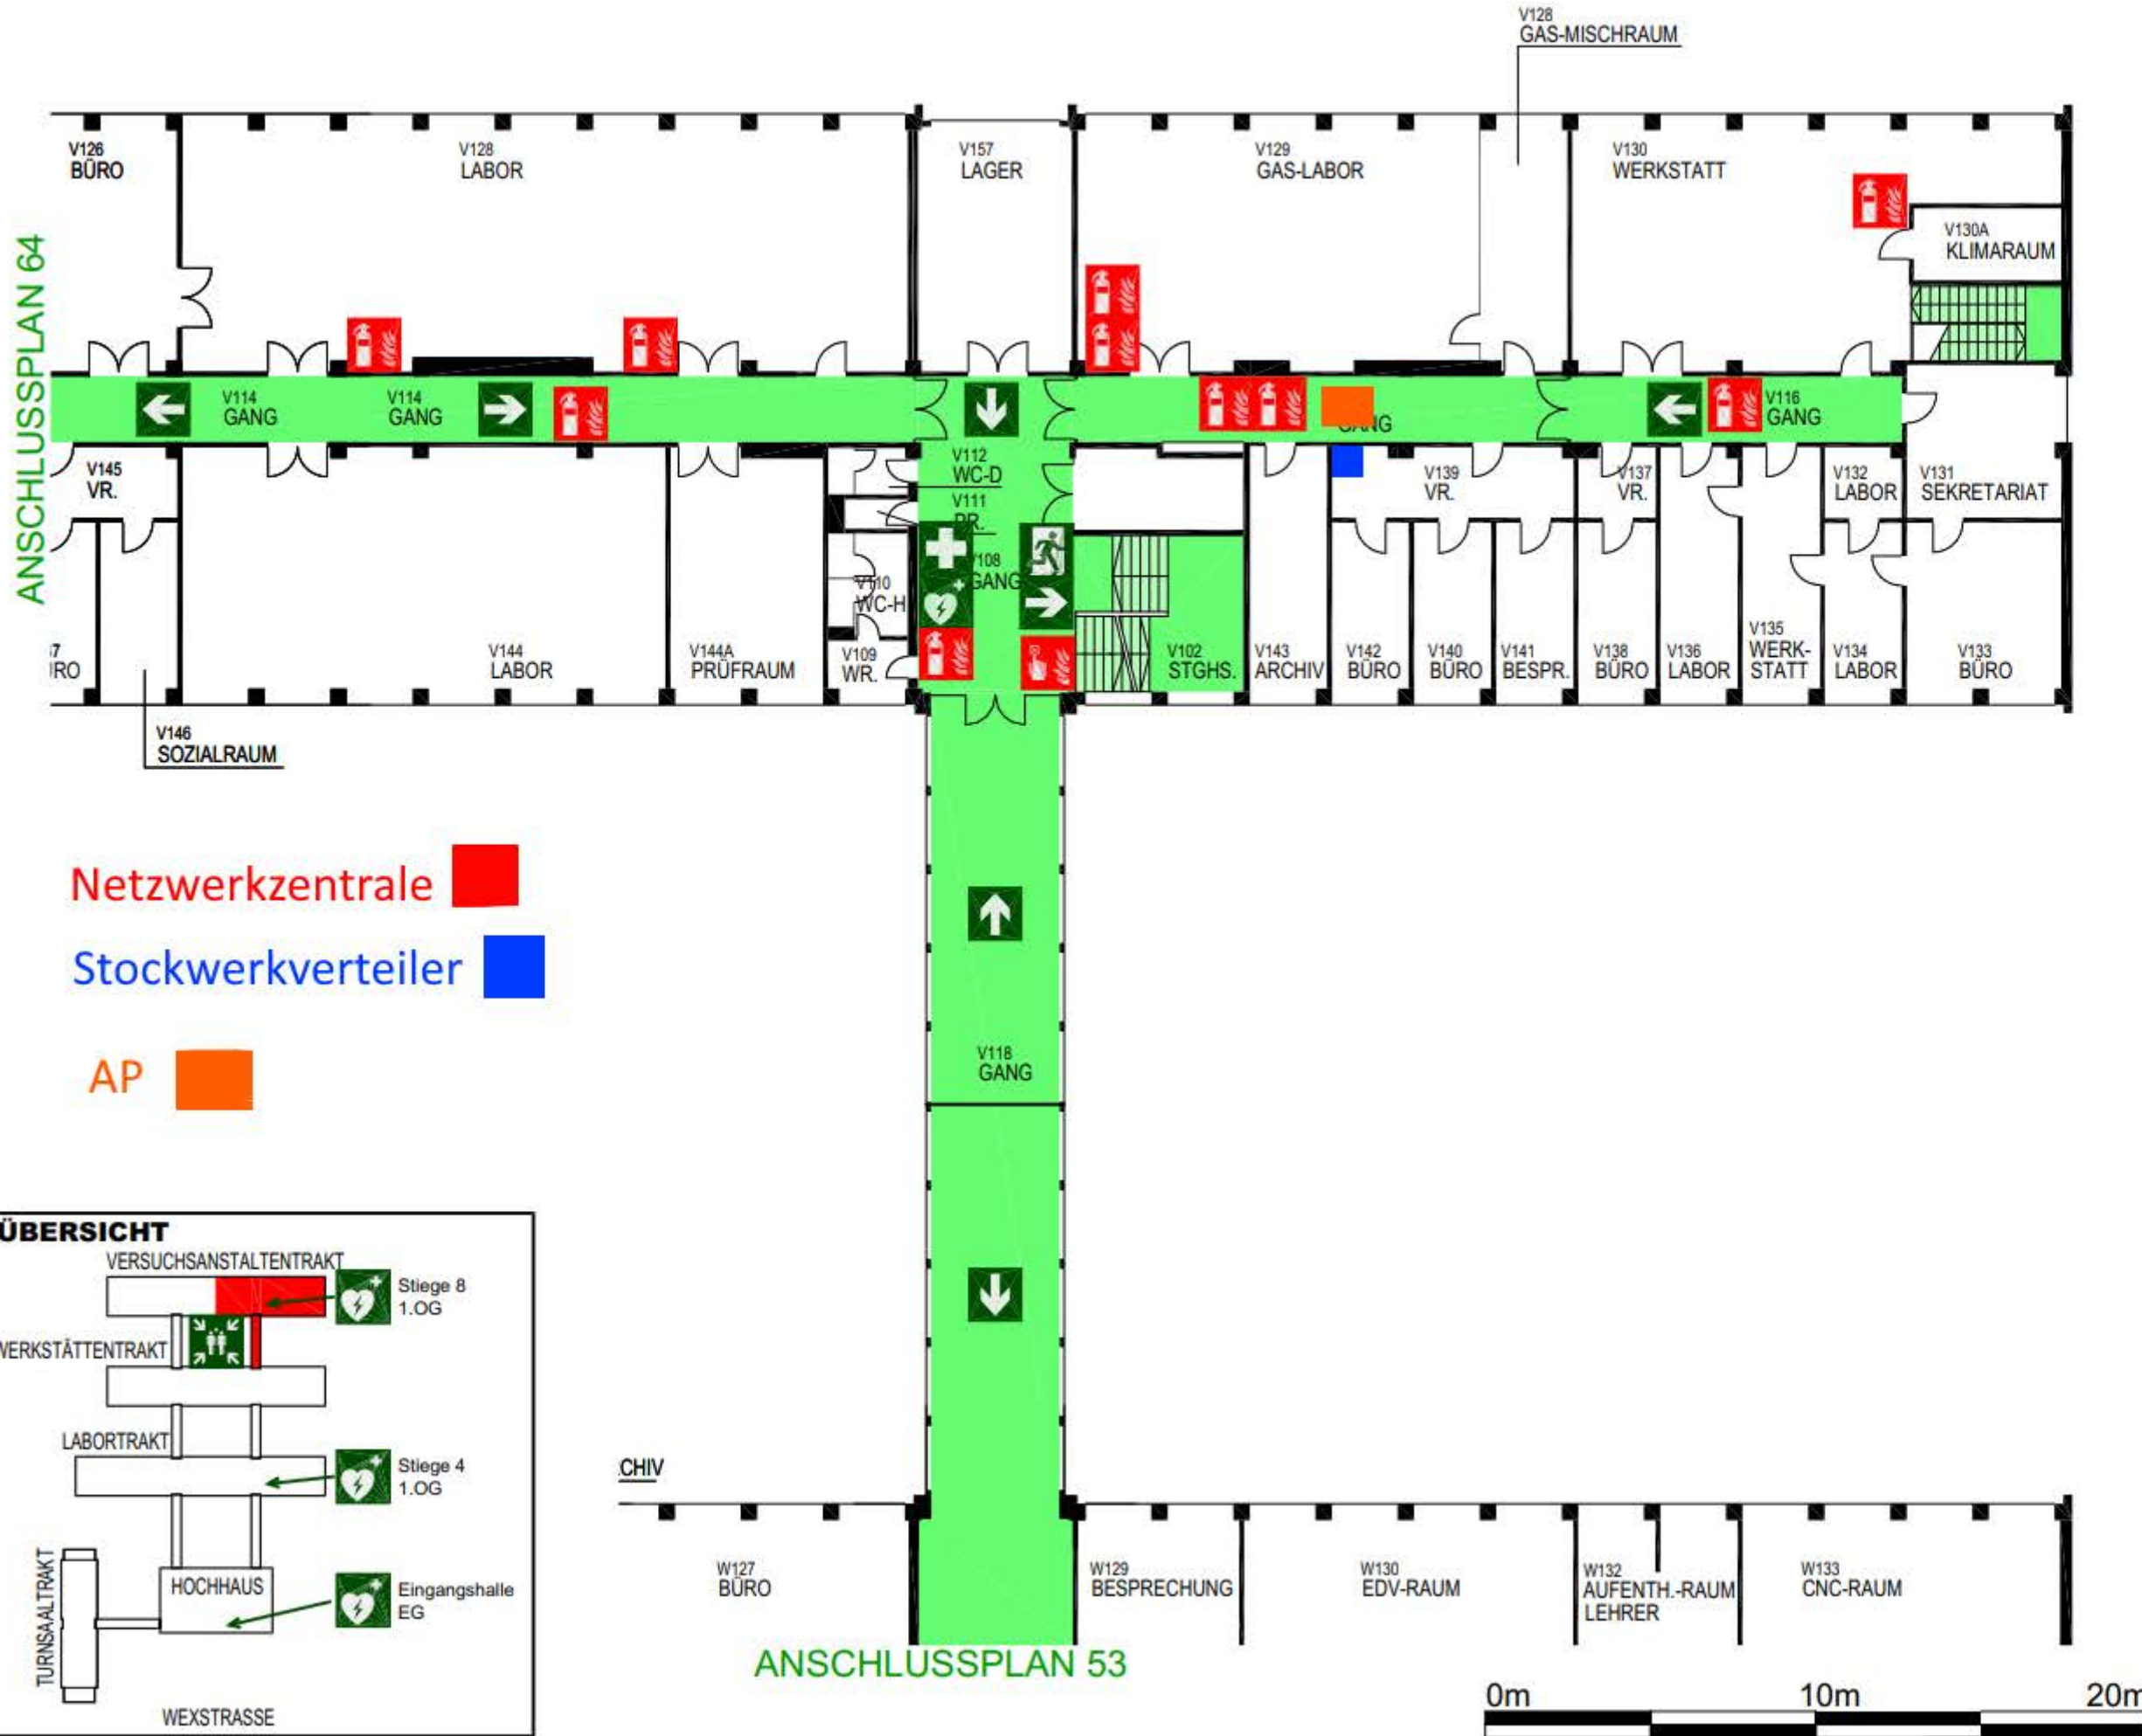 V128
GAS-MISCHRAUM
V126
BÜRO
V128
LABOR
V157
LAGER
V129
GAS-LABOR
V130
WERKSTATT
V130A
KLIMARAUM
ANSCHLUSSPLAN 64
V114
GANG
V114
GANG
GANG
V116
GANG
V145
VR.
V112
WC-D
V111
PR.
V108
GANG
V110
WC-H
V109
WR.
V139
VR.
V137
VR.
V132
LABOR
V131
SEKRETARIAT
V144
LABOR
V144A
PRÜFRAUM
V102
STGHS.
V143
ARCHIV
V142
BÜRO
V140
BÜRO
V141
BESPR.
V138
BÜRO
V136
LABOR
V135
WERK-
STATT
V134
LABOR
V133
BÜRO
V146
SOZIALRAUM
Netzwerkzentrale
Stockwerkverteiler
AP
V118
GANG
ÜBERSICHT
VERSUCHSANSTALTENTRAKT
Stiege 8
1.OG
WERKSTÄTTENTRAKT
LABORTRAKT
Stiege 4
1.OG
TURNSAALTRAKT
HOCHHAUS
Eingangshalle
EG
WEXSTRASSE
CHIV
W127
BÜRO
W129
BESPRECHUNG
W130
EDV-RAUM
W132
AUFENTH.-RAUM
LEHRER
W133
CNC-RAUM
ANSCHLUSSPLAN 53
0m 10m 20m